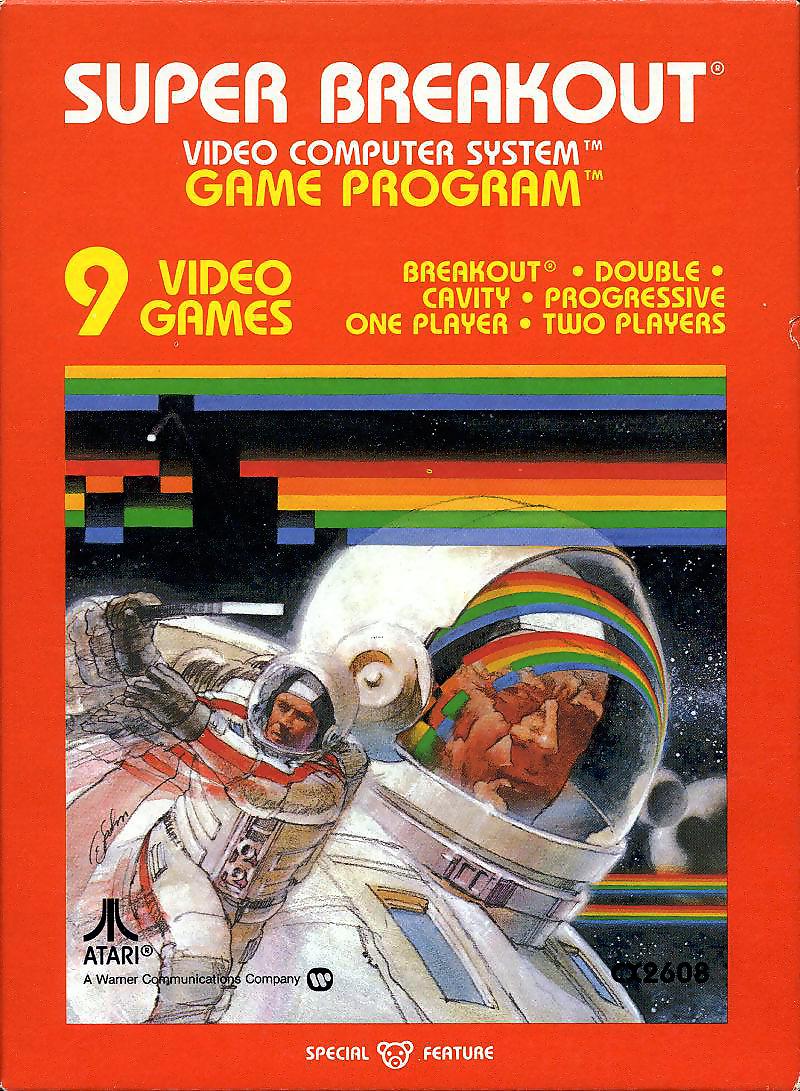 SUPER BREAKOUT®
VIDEO COMPUTER SYSTEM™
GAME PROGRAM™
9 VIDEO GAMES
BREAKOUT® • DOUBLE •
CAVITY • PROGRESSIVE
ONE PLAYER • TWO PLAYERS
ATARI®
A Warner Communications Company
CX2608
SPECIAL FEATURE